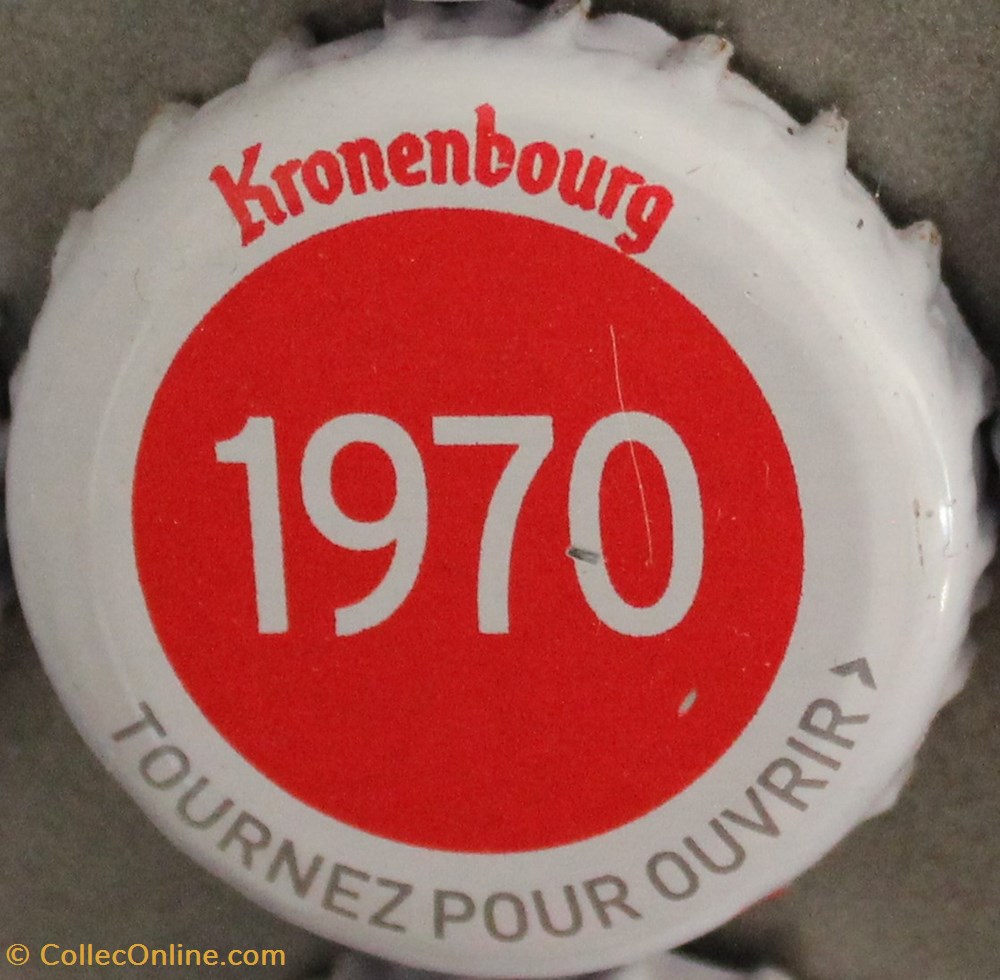 Kronenbourg
1970
TOURNEZ POUR OUVRIR >
© CollecOnline.com